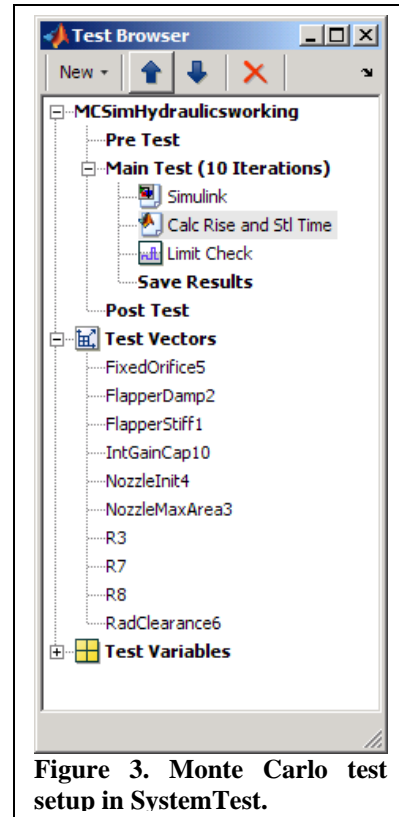 Test Browser
New
MCSimHydraulicsworking
Pre Test
Main Test (10 Iterations)
Simulink
Calc Rise and Stl Time
Limit Check
Save Results
Post Test
Test Vectors
FixedOrifice5
FlapperDamp2
FlapperStiff1
IntGainCap10
NozzleInit4
NozzleMaxArea3
R3
R7
R8
RadClearance6
Test Variables
Figure 3. Monte Carlo test
setup in SystemTest.